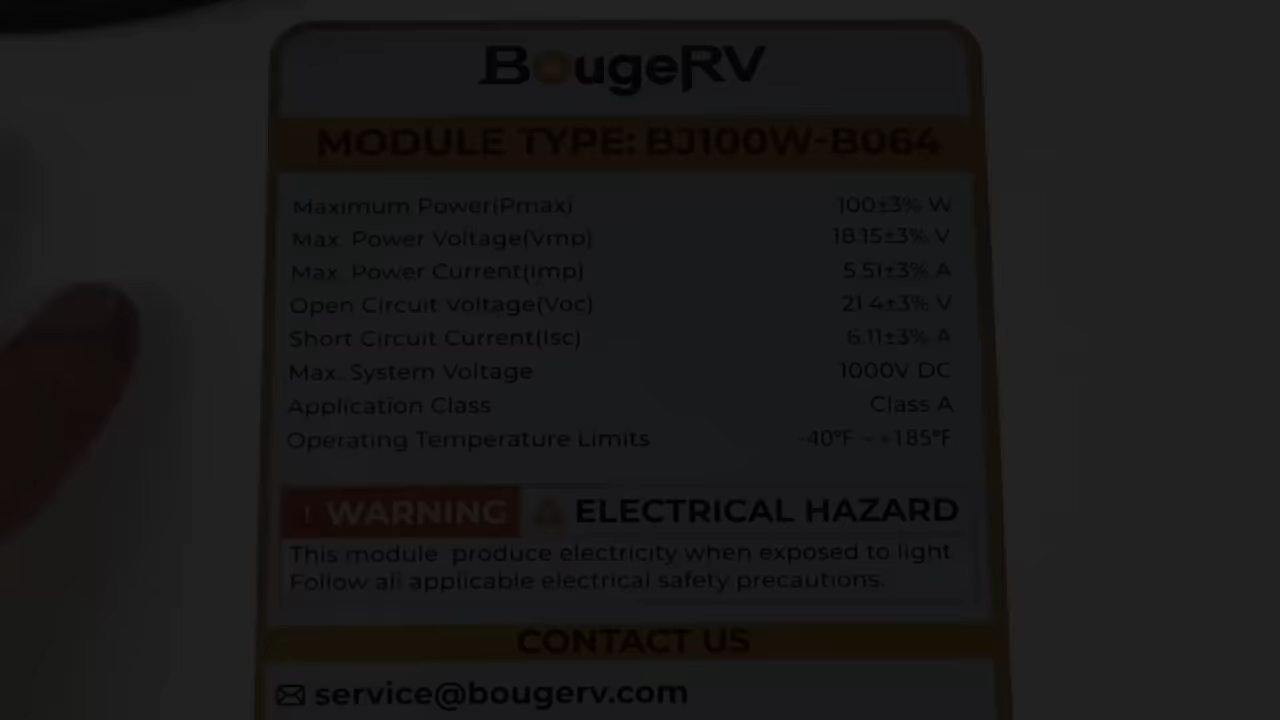 BougeRV
MODULE TYPE: BJ100W-B064
Maximum Power(Pmax) 100±3% W
Max. Power Voltage(Vmp) 18.15±3% V
Max. Power Current(Imp) 5.51±3% A
Open Circuit Voltage(Voc) 21.4±3% V
Short Circuit Current(Isc) 6.11±3% A
Max. System Voltage 1000V DC
Application Class Class A
Operating Temperature Limits -40°F - +185°F
! WARNING ⚠ ELECTRICAL HAZARD
This module produce electricity when exposed to light
Follow all applicable electrical safety precautions.
CONTACT US
service@bougerv.com